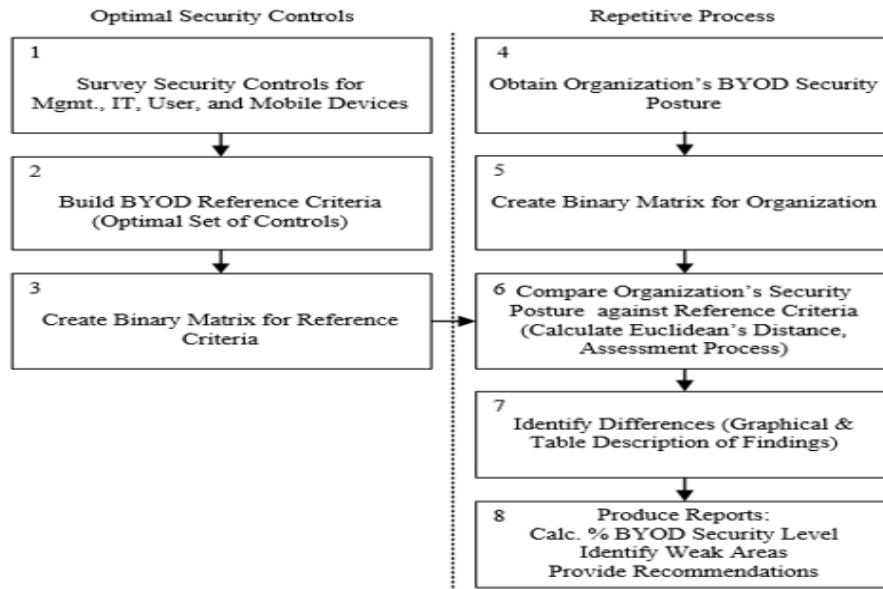 Optimal Security Controls
1
Survey Security Controls for
Mgmt., IT, User, and Mobile Devices
2
Build BYOD Reference Criteria
(Optimal Set of Controls)
3
Create Binary Matrix for Reference
Criteria
Repetitive Process
4
Obtain Organization's BYOD Security
Posture
5
Create Binary Matrix for Organization
6
Compare Organization's Security
Posture against Reference Criteria
(Calculate Euclidean's Distance,
Assessment Process)
7
Identify Differences (Graphical &
Table Description of Findings)
8
Produce Reports:
Calc. % BYOD Security Level
Identify Weak Areas
Provide Recommendations